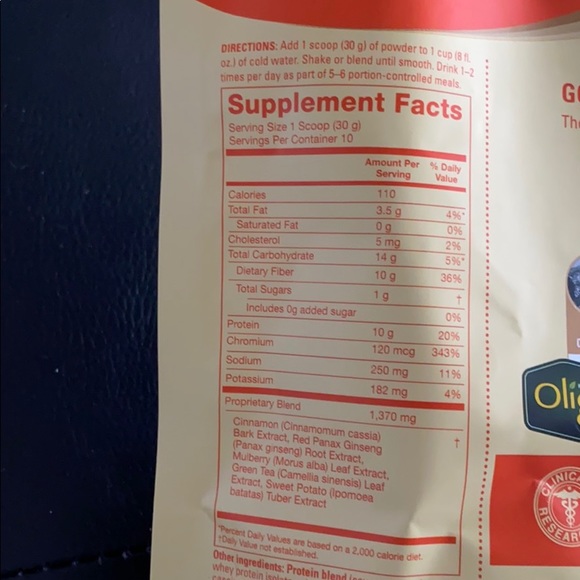 DIRECTIONS: Add 1 scoop (30 g) of powder to 1 cup (8 fl.
oz.) of cold water. Shake or blend until smooth. Drink 1–2
times per day as part of 5–6 portion-controlled meals.
Supplement Facts
Serving Size 1 Scoop (30 g)
Servings Per Container 10
Amount Per Serving % Daily Value
Calories 110
Total Fat 3.5 g 4%*
Saturated Fat 0 g 0%
Cholesterol 5 mg 2%
Total Carbohydrate 14 g 5%*
Dietary Fiber 10 g 36%
Total Sugars 1 g †
Includes 0g added sugar 0%
Protein 10 g 20%
Chromium 120 mcg 343%
Sodium 250 mg 11%
Potassium 182 mg 4%
Proprietary Blend 1,370 mg †
Cinnamon (Cinnamomum cassia)
Bark Extract, Red Panax Ginseng
(Panax ginseng) Root Extract,
Mulberry (Morus alba) Leaf Extract,
Green Tea (Camellia sinensis) Leaf
Extract, Sweet Potato (Ipomoea
batatas) Tuber Extract
*Percent Daily Values are based on a 2,000 calorie diet.
†Daily Value not established.
Other ingredients: Protein blend
whey protein